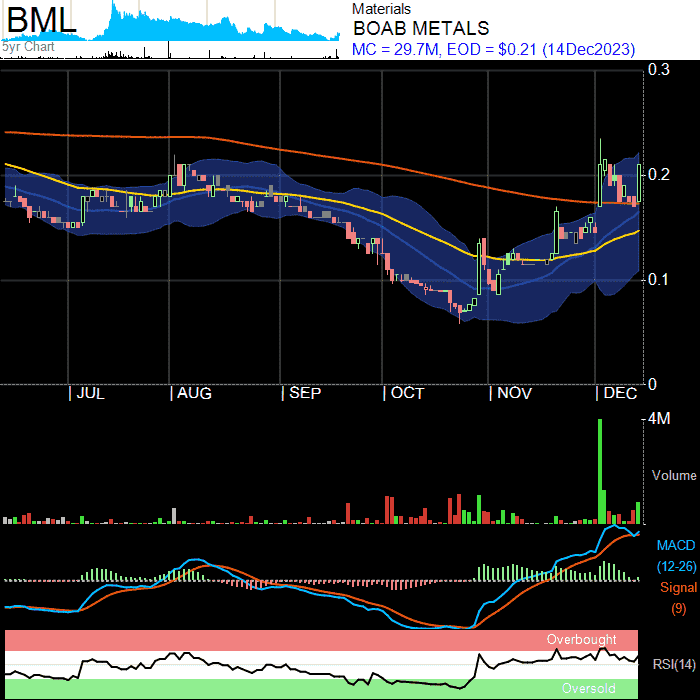 BML
5yr Chart
Materials
BOAB METALS
MC = 29.7M, EOD = $0.21 (14Dec2023)
0.3
0.2
0.1
0
JUL AUG SEP OCT NOV DEC
4M
Volume
MACD
(12-26)
Signal
(9)
Overbought
RSI(14)
Oversold